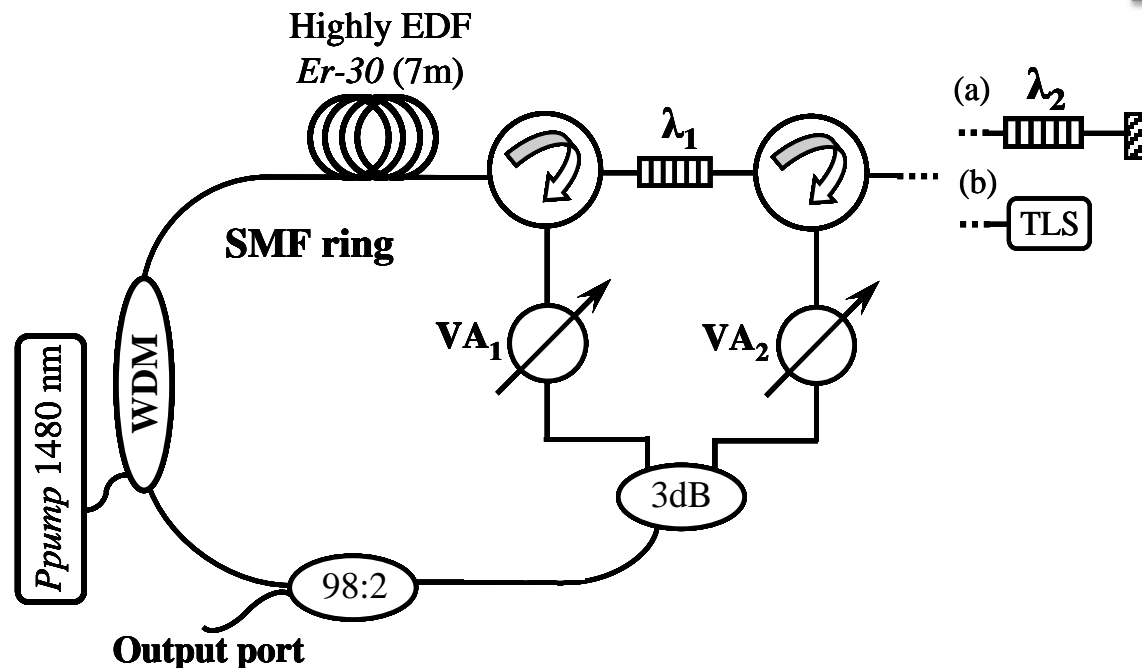 Highly EDF
Er-30 (7m)
λ1
(a)
λ2
(b)
TLS
SMF ring
VA1
VA2
WDM
Ppump 1480 nm
3dB
98:2
Output port